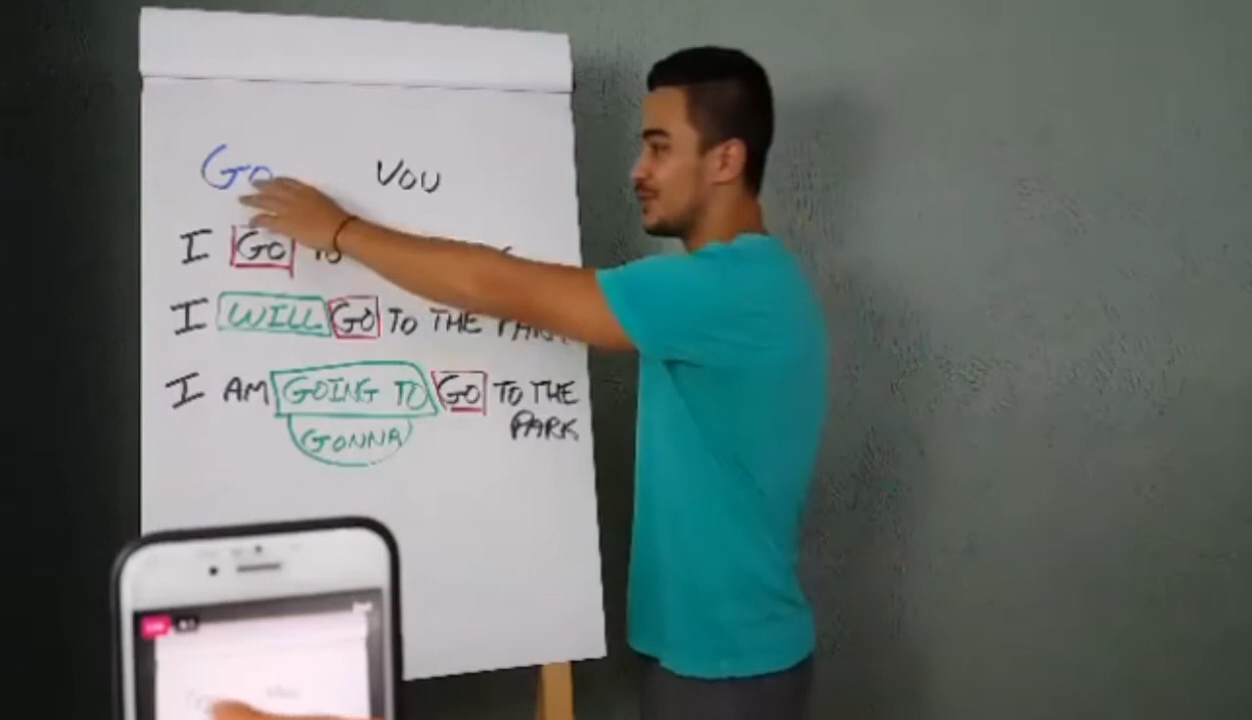 GO VOU
I GO TO
I WILL GO TO THE PARK
I AM GOING TO GO TO THE
PARK
GONNA